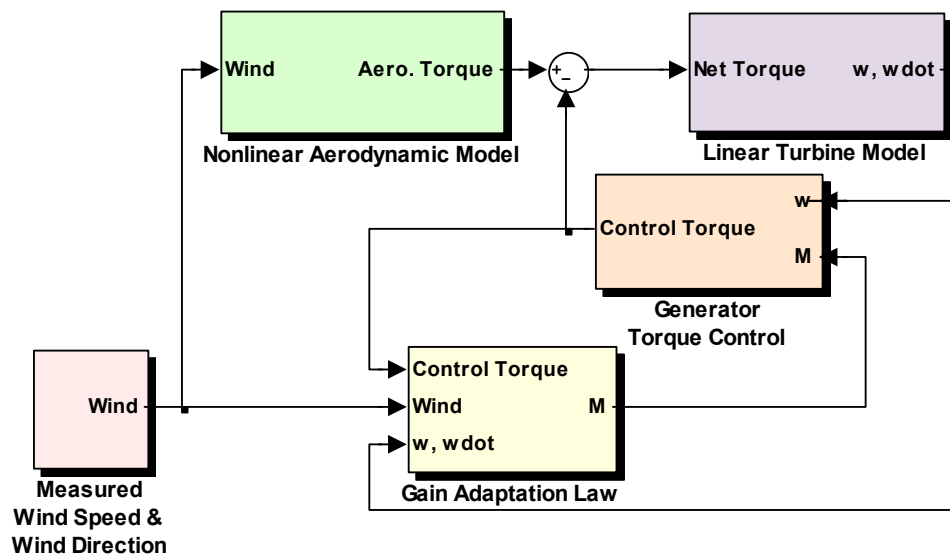 Wind
Aero. Torque
Nonlinear Aerodynamic Model
+
−
Net Torque
w, wdot
Linear Turbine Model
Control Torque
w
M
Generator
Torque Control
Wind
Measured
Wind Speed &
Wind Direction
Control Torque
Wind
w, wdot
M
Gain Adaptation Law